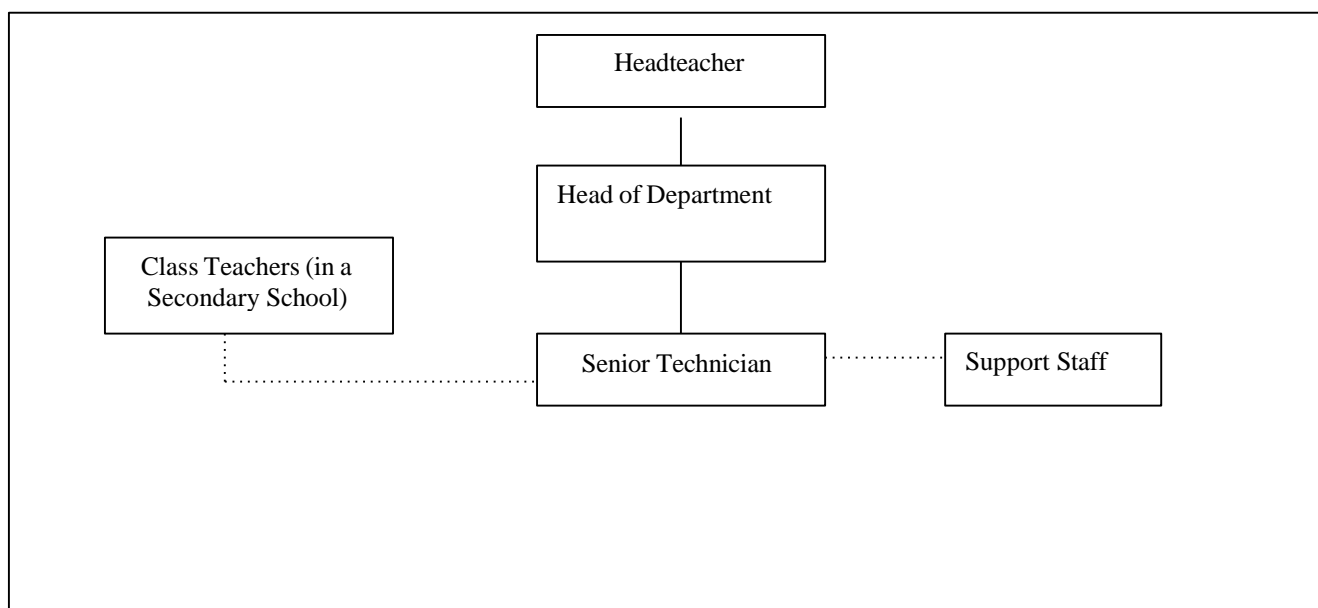 Headteacher
Head of Department
Class Teachers (in a
Secondary School)
Senior Technician
Support Staff